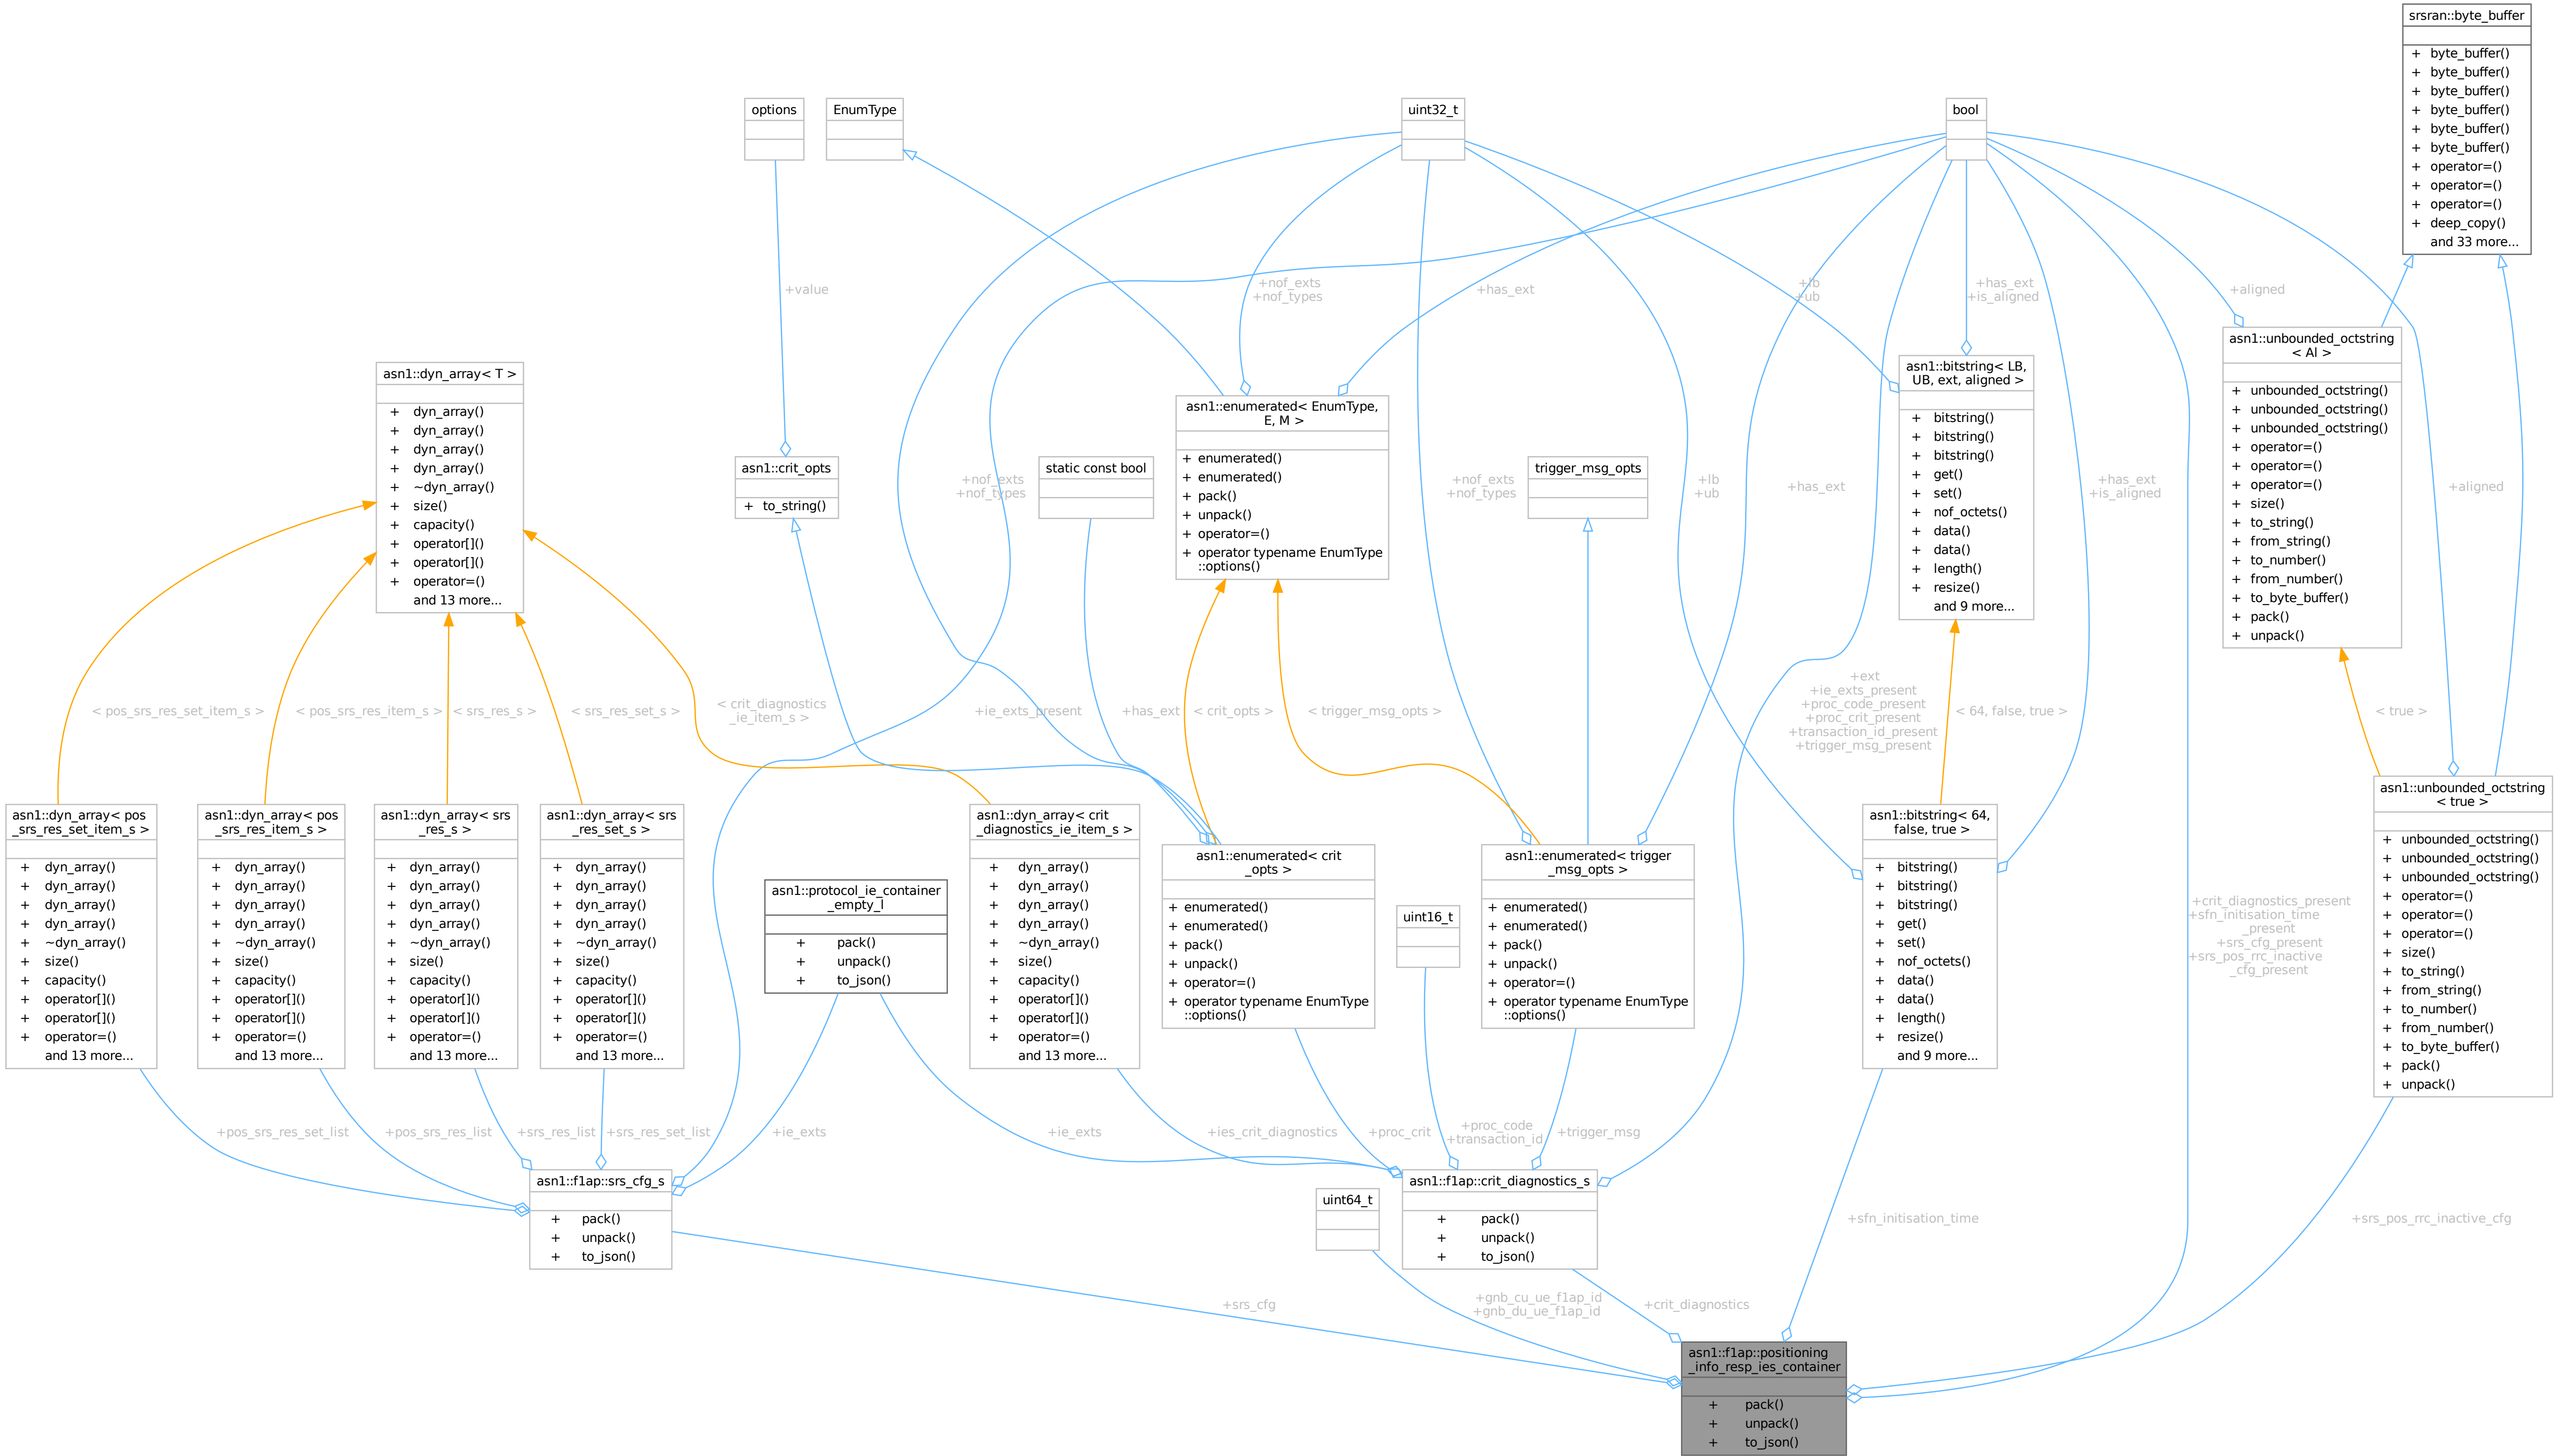 srsran::byte_buffer
+ byte_buffer()
+ byte_buffer()
+ byte_buffer()
+ byte_buffer()
+ byte_buffer()
+ byte_buffer()
+ operator=()
+ operator=()
+ operator=()
+ deep_copy()
and 33 more...
options
EnumType
uint32_t
bool
+value
+nof_exts
+nof_types
+has_ext
+lb
+ub
+has_ext
+is_aligned
+aligned
asn1::unbounded_octstring
< Al >
+ unbounded_octstring()
+ unbounded_octstring()
+ unbounded_octstring()
+ operator=()
+ operator=()
+ operator=()
+ size()
+ to_string()
+ from_string()
+ to_number()
+ from_number()
+ to_byte_buffer()
+ pack()
+ unpack()
asn1::bitstring< LB,
UB, ext, aligned >
+ bitstring()
+ bitstring()
+ bitstring()
+ get()
+ set()
+ nof_octets()
+ data()
+ data()
+ length()
+ resize()
and 9 more...
asn1::dyn_array< T >
+ dyn_array()
+ dyn_array()
+ dyn_array()
+ dyn_array()
+ ~dyn_array()
+ size()
+ capacity()
+ operator[]()
+ operator[]()
+ operator=()
and 13 more...
asn1::enumerated< EnumType,
E, M >
+ enumerated()
+ enumerated()
+ pack()
+ unpack()
+ operator=()
+ operator typename EnumType
::options()
asn1::crit_opts
+ to_string()
static const bool
trigger_msg_opts
+nof_exts
+nof_types
+nof_exts
+nof_types
+lb
+ub
+has_ext
+has_ext
+is_aligned
+aligned
< pos_srs_res_set_item_s >
< pos_srs_res_item_s >
< srs_res_s >
< srs_res_set_s >
< crit_diagnostics
_ie_item_s >
+ie_exts_present
+has_ext
< crit_opts >
< trigger_msg_opts >
+ext
+ie_exts_present
+proc_code_present
+proc_crit_present
+transaction_id_present
+trigger_msg_present
< 64, false, true >
< true >
asn1::dyn_array< pos
_srs_res_set_item_s >
+ dyn_array()
+ dyn_array()
+ dyn_array()
+ dyn_array()
+ ~dyn_array()
+ size()
+ capacity()
+ operator[]()
+ operator[]()
+ operator=()
and 13 more...
asn1::dyn_array< pos
_srs_res_item_s >
+ dyn_array()
+ dyn_array()
+ dyn_array()
+ dyn_array()
+ ~dyn_array()
+ size()
+ capacity()
+ operator[]()
+ operator[]()
+ operator=()
and 13 more...
asn1::dyn_array< srs
_res_s >
+ dyn_array()
+ dyn_array()
+ dyn_array()
+ dyn_array()
+ ~dyn_array()
+ size()
+ capacity()
+ operator[]()
+ operator[]()
+ operator=()
and 13 more...
asn1::dyn_array< srs
_res_set_s >
+ dyn_array()
+ dyn_array()
+ dyn_array()
+ dyn_array()
+ ~dyn_array()
+ size()
+ capacity()
+ operator[]()
+ operator[]()
+ operator=()
and 13 more...
asn1::protocol_ie_container
_empty_l
+ pack()
+ unpack()
+ to_json()
asn1::dyn_array< crit
_diagnostics_ie_item_s >
+ dyn_array()
+ dyn_array()
+ dyn_array()
+ dyn_array()
+ ~dyn_array()
+ size()
+ capacity()
+ operator[]()
+ operator[]()
+ operator=()
and 13 more...
asn1::enumerated< crit
_opts >
+ enumerated()
+ enumerated()
+ pack()
+ unpack()
+ operator=()
+ operator typename EnumType
::options()
uint16_t
asn1::enumerated< trigger
_msg_opts >
+ enumerated()
+ enumerated()
+ pack()
+ unpack()
+ operator=()
+ operator typename EnumType
::options()
asn1::bitstring< 64,
false, true >
+ bitstring()
+ bitstring()
+ bitstring()
+ get()
+ set()
+ nof_octets()
+ data()
+ data()
+ length()
+ resize()
and 9 more...
+crit_diagnostics_present
+sfn_initisation_time
_present
+srs_cfg_present
+srs_pos_rrc_inactive
_cfg_present
asn1::unbounded_octstring
< true >
+ unbounded_octstring()
+ unbounded_octstring()
+ unbounded_octstring()
+ operator=()
+ operator=()
+ operator=()
+ size()
+ to_string()
+ from_string()
+ to_number()
+ from_number()
+ to_byte_buffer()
+ pack()
+ unpack()
+pos_srs_res_set_list
+pos_srs_res_list
+srs_res_list
+srs_res_set_list
+ie_exts
+ie_exts
+ies_crit_diagnostics
+proc_crit
+proc_code
+transaction_id
+trigger_msg
asn1::f1ap::srs_cfg_s
+ pack()
+ unpack()
+ to_json()
uint64_t
asn1::f1ap::crit_diagnostics_s
+ pack()
+ unpack()
+ to_json()
+sfn_initisation_time
+srs_pos_rrc_inactive_cfg
+srs_cfg
+gnb_cu_ue_f1ap_id
+gnb_du_ue_f1ap_id
+crit_diagnostics
asn1::f1ap::positioning
_info_resp_ies_container
+ pack()
+ unpack()
+ to_json()